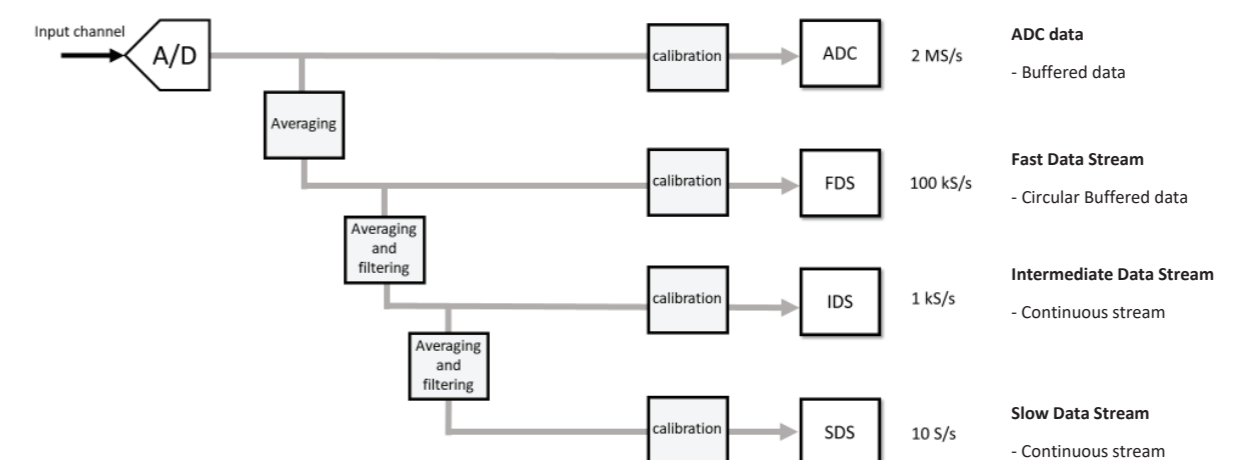 Input channel
A/D
calibration
ADC
2 MS/s
ADC data
- Buffered data
Averaging
calibration
FDS
100 kS/s
Fast Data Stream
- Circular Buffered data
Averaging
and
filtering
calibration
IDS
1 kS/s
Intermediate Data Stream
- Continuous stream
Averaging
and
filtering
calibration
SDS
10 S/s
Slow Data Stream
- Continuous stream